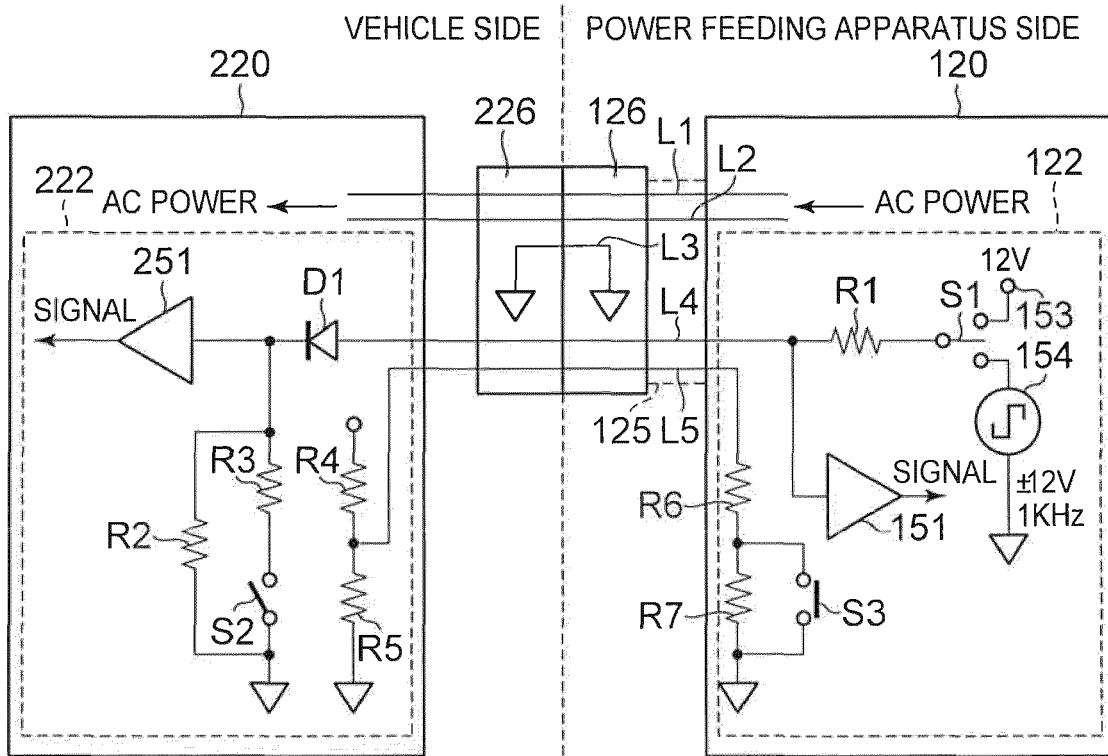 VEHICLE SIDE
POWER FEEDING APPARATUS SIDE
220
226
126
L1
L2
120
222
122
AC POWER
AC POWER
L3
251
D1
L4
R1
S1
12V
153
SIGNAL
154
125
L5
R3
R4
R6
SIGNAL
±12V
1KHz
R2
151
S2
R5
R7
S3